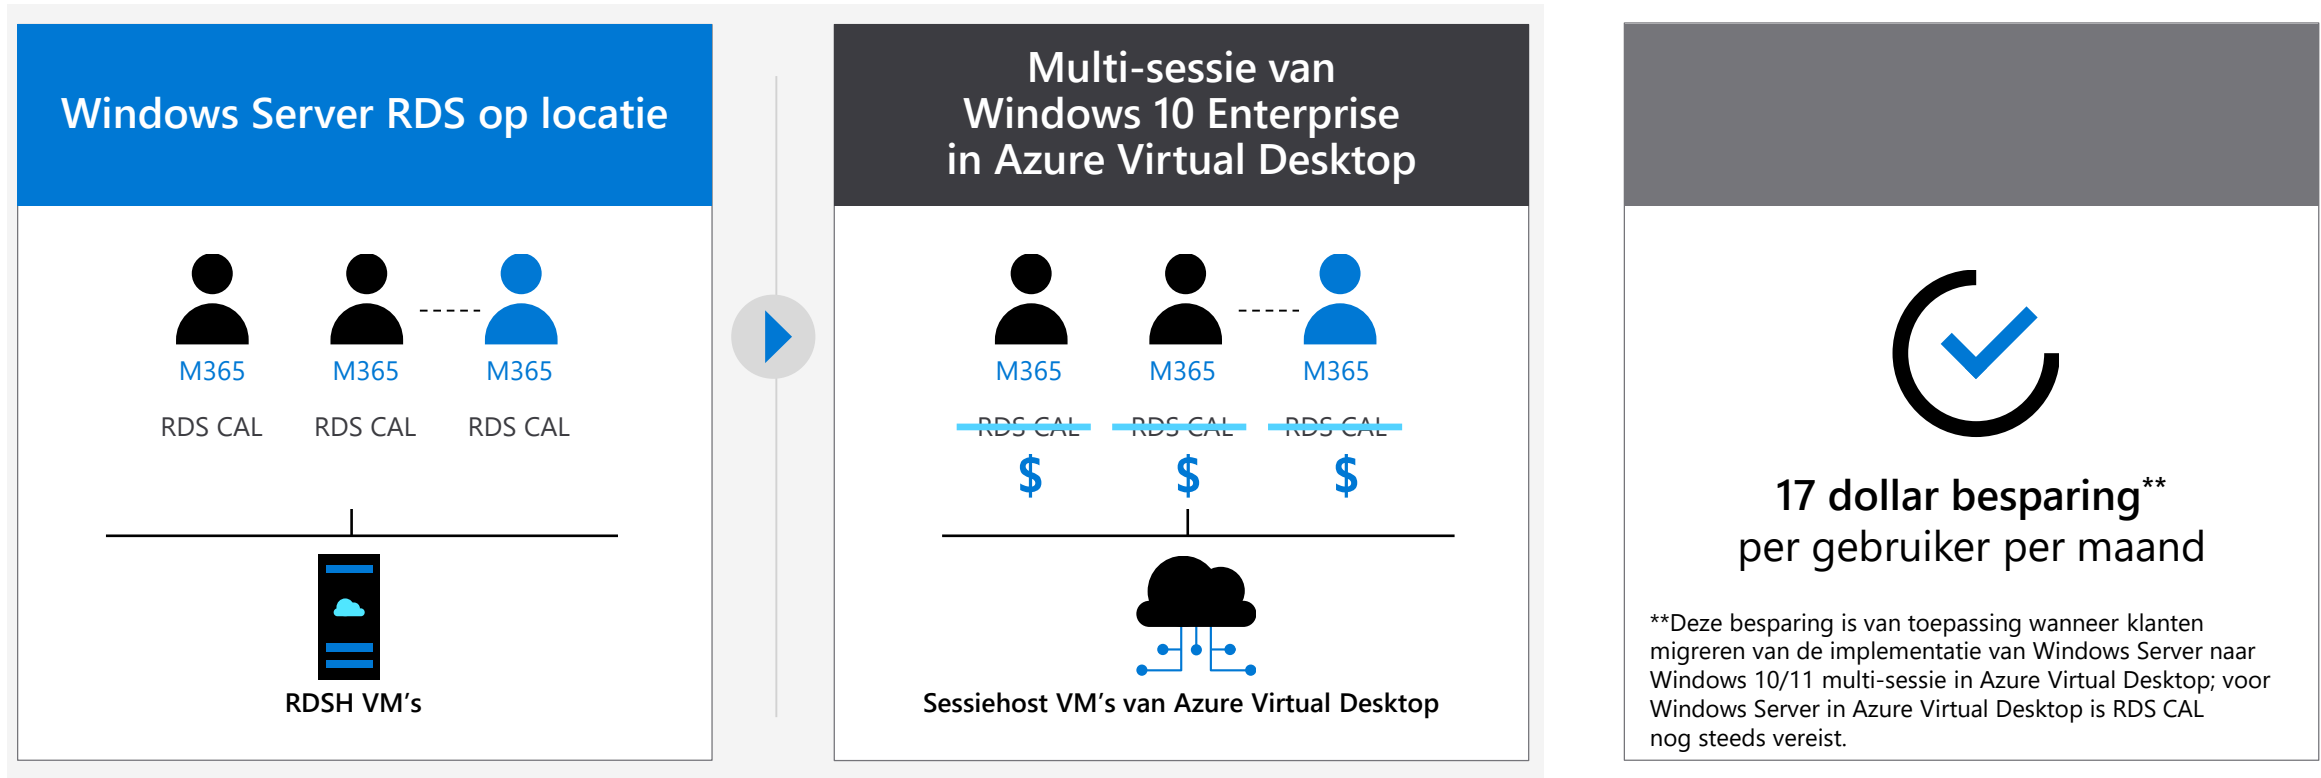 Windows Server RDS op locatie
M365 M365 M365
RDS CAL RDS CAL RDS CAL
RDSH VM's
Multi-sessie van
Windows 10 Enterprise
in Azure Virtual Desktop
M365 M365 M365
RDS CAL RDS CAL RDS CAL
$ $ $
Sessiehost VM's van Azure Virtual Desktop
17 dollar besparing**
per gebruiker per maand
**Deze besparing is van toepassing wanneer klanten
migreren van de implementatie van Windows Server naar
Windows 10/11 multi-sessie in Azure Virtual Desktop; voor
Windows Server in Azure Virtual Desktop is RDS CAL
nog steeds vereist.